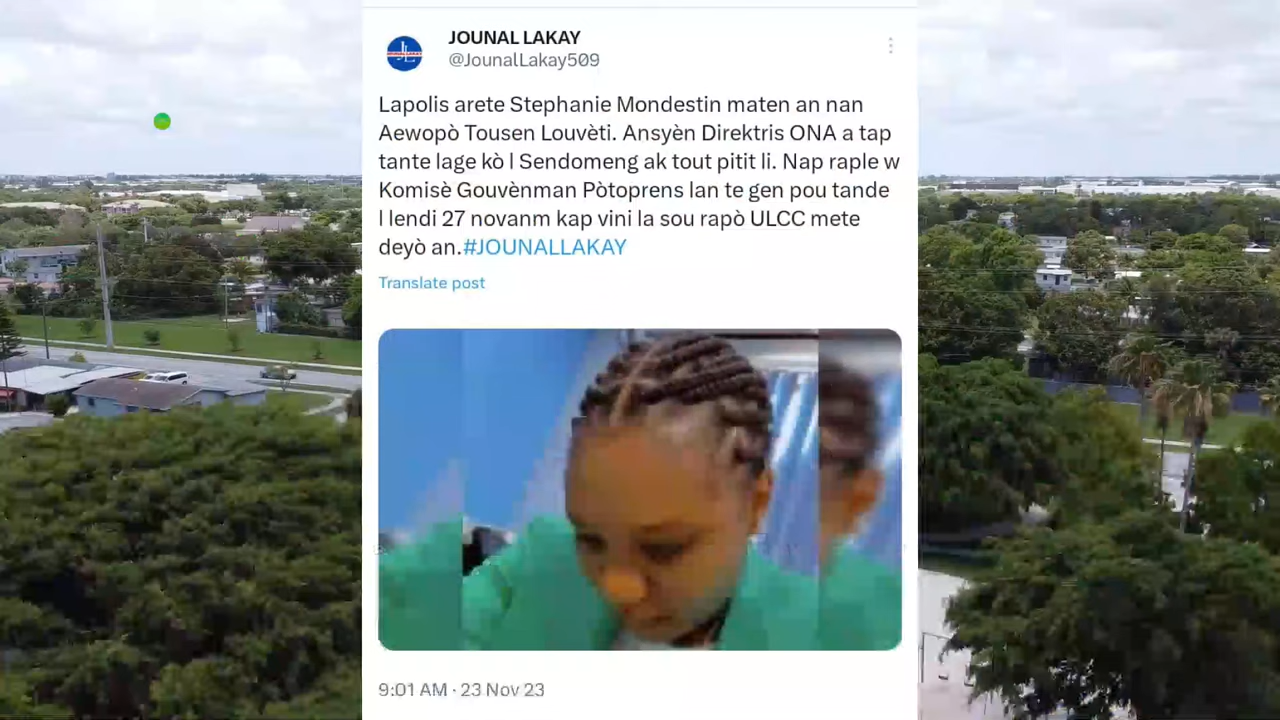 JOUNAL LAKAY
@JounalLakay509
Lapolis arete Stephanie Mondestin maten an nan
Aewopò Tousen Louvèti. Ansyèn Direktris ONA a tap
tante lage kò l Sendomeng ak tout pitit li. Nap raple w
Komisè Gouvènman Pòtoprens lan te gen pou tande
l lendi 27 novanm kap vini la sou rapò ULCC mete
deyò an.#JOUNALLAKAY
Translate post
9:01 AM · 23 Nov 23